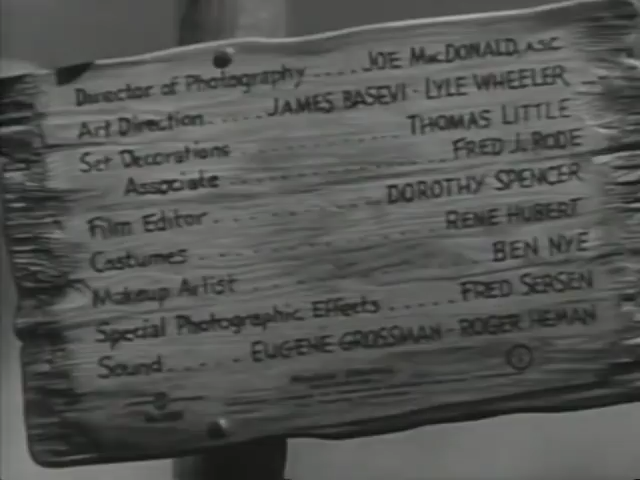 Director of Photography.....JOE MacDONALD, A.S.C.
Art Direction.......JAMES BASEVI - LYLE WHEELER
Set Decorations..............THOMAS LITTLE
Associate..............FRED J. RODE
Film Editor..............DOROTHY SPENCER
Costumes..............RENE HUBERT
Makeup Artist..............BEN NYE
Special Photographic Effects......FRED SERSEN
Sound......EUGENE GROSSMAN - ROGER HEMAN